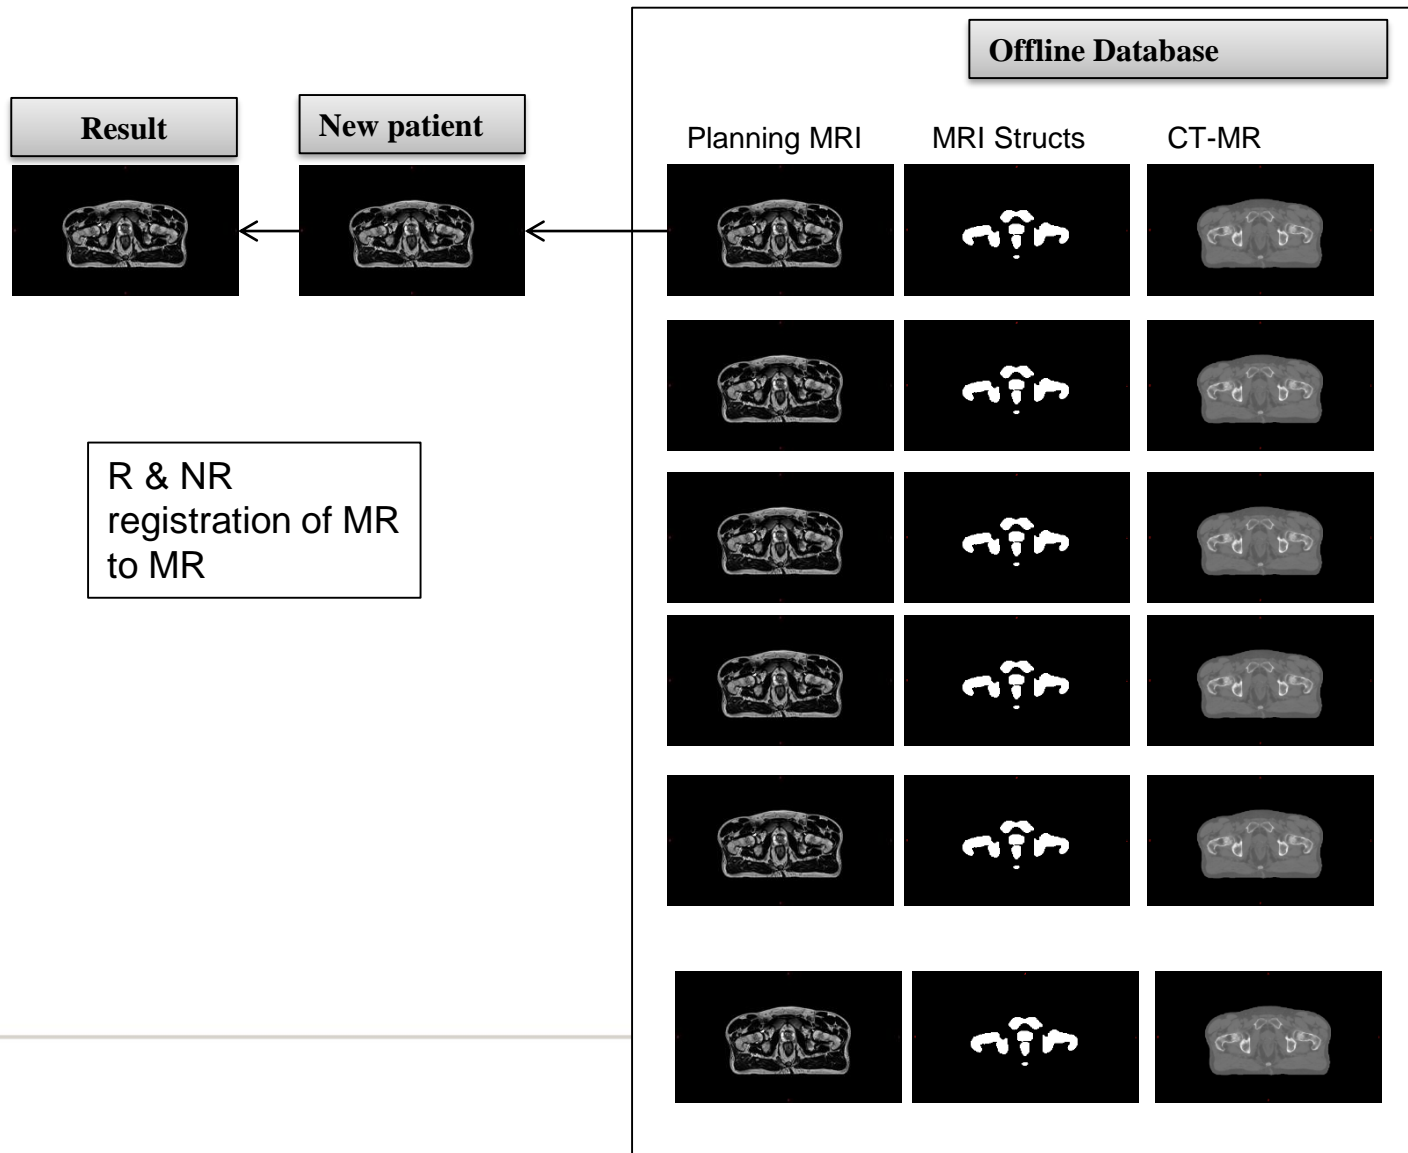 Offline Database
Result
New patient
Planning MRI
MRI Structs
CT-MR
R & NR
registration of MR
to MR